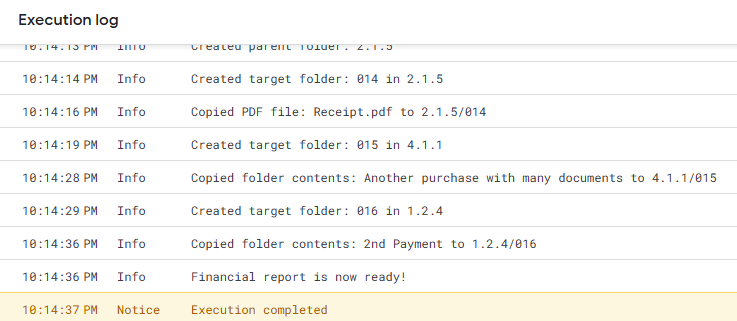 Execution log
10:14:13 PM Info Created parent folder: 2.1.5
10:14:14 PM Info Created target folder: 014 in 2.1.5
10:14:16 PM Info Copied PDF file: Receipt.pdf to 2.1.5/014
10:14:19 PM Info Created target folder: 015 in 4.1.1
10:14:28 PM Info Copied folder contents: Another purchase with many documents to 4.1.1/015
10:14:29 PM Info Created target folder: 016 in 1.2.4
10:14:36 PM Info Copied folder contents: 2nd Payment to 1.2.4/016
10:14:36 PM Info Financial report is now ready!
10:14:37 PM Notice Execution completed